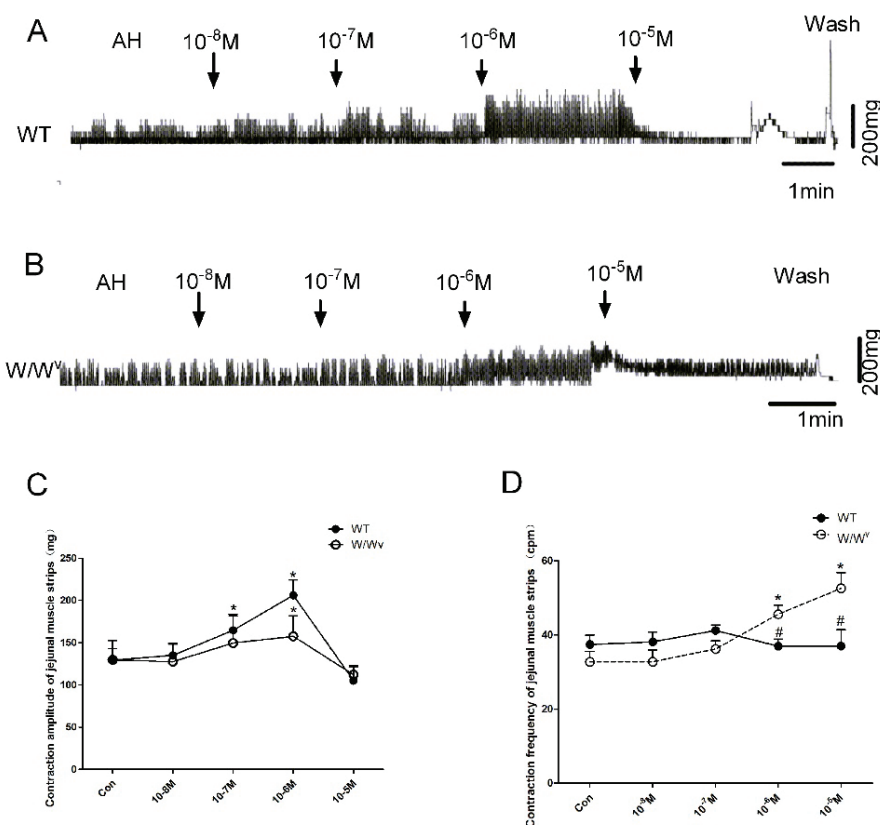 A
AH 10⁻⁸M 10⁻⁷M 10⁻⁶M 10⁻⁵M Wash
WT
200mg
1min
B
AH 10⁻⁸M 10⁻⁷M 10⁻⁶M 10⁻⁵M Wash
W/Wᵛ
200mg
1min
C
WT
W/Wv
Contraction amplitude of jejunal muscle strips (mg)
250
200
150
100
50
0
* * *
Con 10-8M 10-7M 10-6M 10-5M
D
WT
W/Wᵛ
Contraction frequency of jejunal muscle strips (cpm)
60
40
20
0
* *
# #
Con 10⁻⁸M 10⁻⁷M 10⁻⁶M 10⁻⁵M